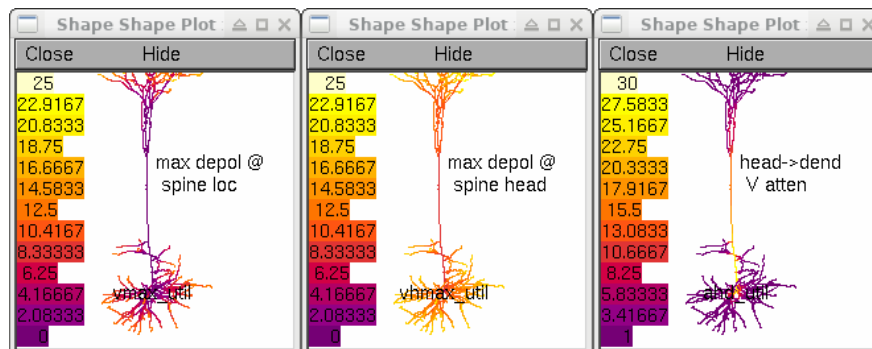 Shape Shape Plot
Close Hide
25
22.9167
20.8333
18.75
16.6667
14.5833
12.5
10.4167
8.33333
6.25
4.16667
2.08333
0
max depol @
spine loc
vmax_util
Shape Shape Plot
Close Hide
25
22.9167
20.8333
18.75
16.6667
14.5833
12.5
10.4167
8.33333
6.25
4.16667
2.08333
0
max depol @
spine head
vhmax_util
Shape Shape Plot
Close Hide
30
27.5833
25.1667
22.75
20.3333
17.9167
15.5
13.0833
10.6667
8.25
5.83333
3.41667
1
head->dend
V atten
ahd_util